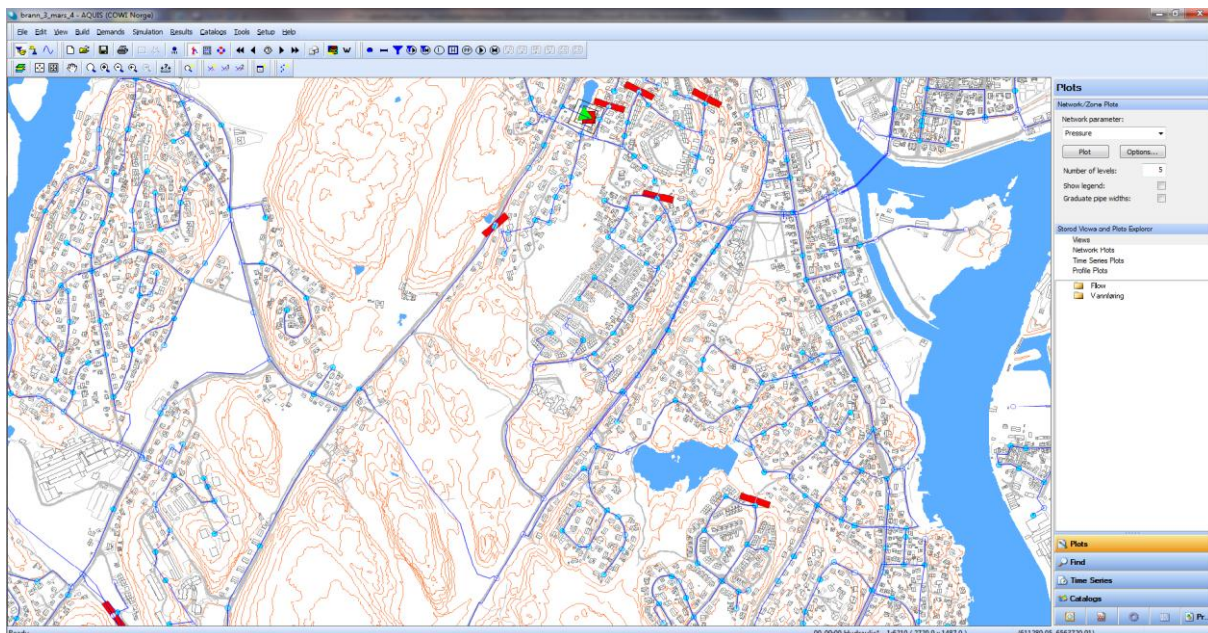 brann_3_mars_4 - AQUIS (COWI Norge)
File Edit View Build Demands Simulation Results Catalogs Tools Setup Help
Plots
Network/Zone Plots
Network parameter:
Pressure
Plot Options...
Number of levels: 5
Show legend:
Graduate pipe widths:
Stored Views and Plots Explorer
Views
Network Plots
Time Series Plots
Profile Plots
Flow
Vannføring
Plots
Find
Time Series
Catalogs
Pr...
Ready